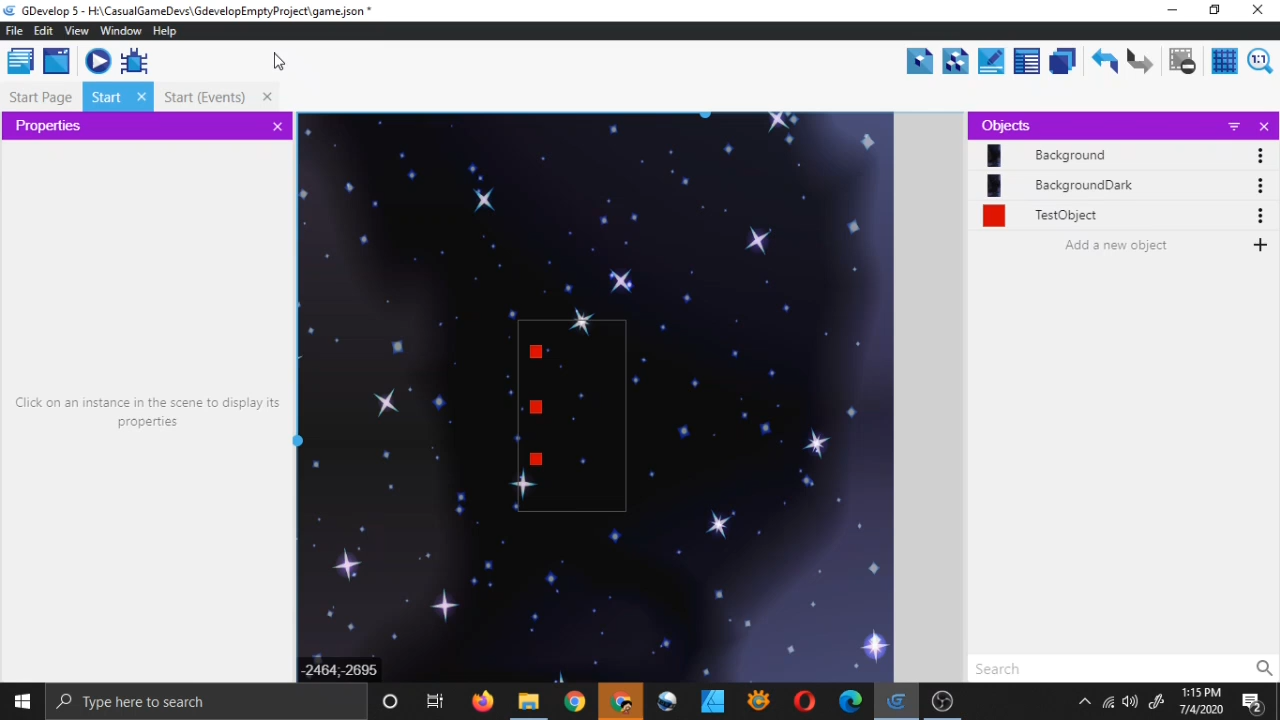 GDevelop 5 - H:\CasualGameDevs\GdevelopEmptyProject\game.json *
File Edit View Window Help
1:1
Start Page Start Start (Events)
Properties
Objects
Background
BackgroundDark
TestObject
Add a new object
Click on an instance in the scene to display its
properties
-2464;-2695
Search
Type here to search
1:15 PM
7/4/2020
2